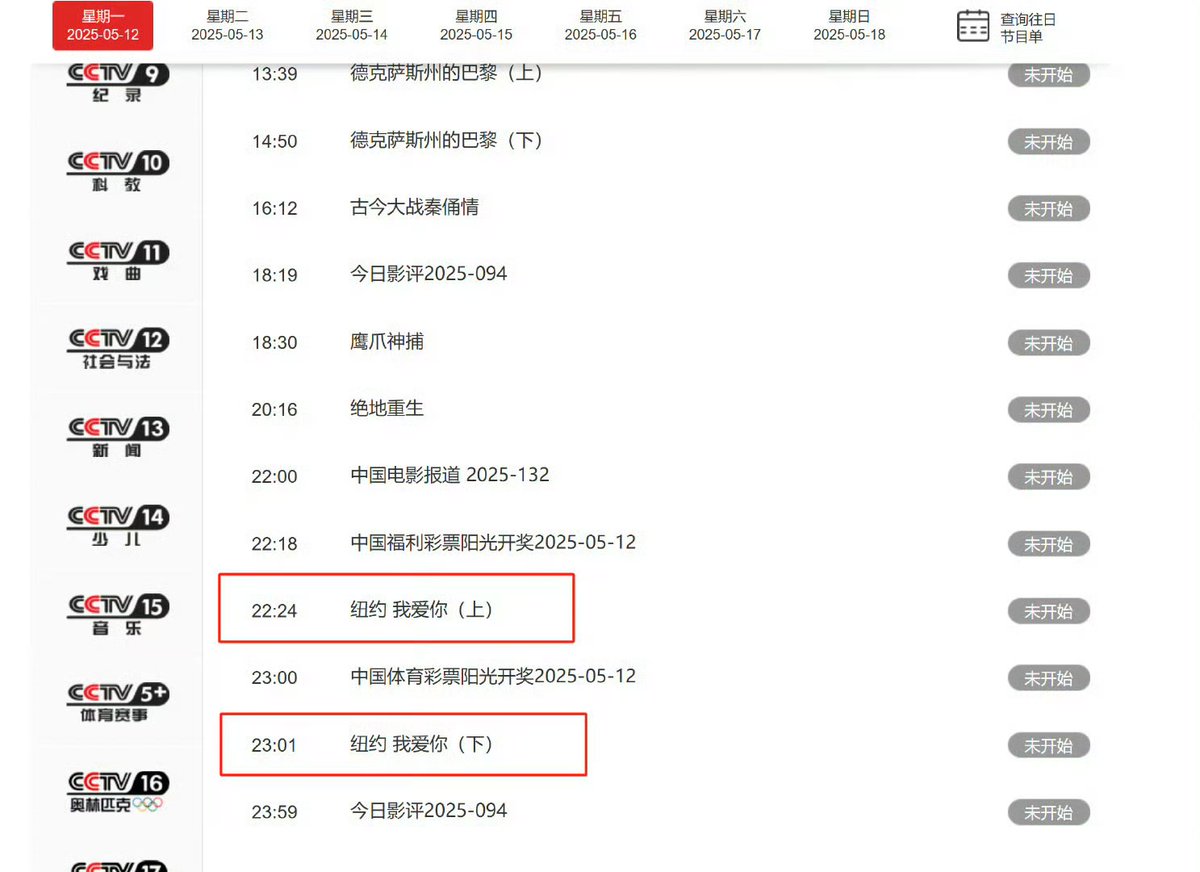 星期一
2025-05-12
星期二
2025-05-13
星期三
2025-05-14
星期四
2025-05-15
星期五
2025-05-16
星期六
2025-05-17
星期日
2025-05-18
查询往日
节目单
CCTV 9
纪 录
CCTV 10
科 教
CCTV 11
戏 曲
CCTV 12
社会与法
CCTV 13
新 闻
CCTV 14
少 儿
CCTV 15
音 乐
CCTV 5+
体育赛事
CCTV 16
奥林匹克
CCTV 17
13:39 德克萨斯州的巴黎（上） 未开始
14:50 德克萨斯州的巴黎（下） 未开始
16:12 古今大战秦俑情 未开始
18:19 今日影评2025-094 未开始
18:30 鹰爪神捕 未开始
20:16 绝地重生 未开始
22:00 中国电影报道 2025-132 未开始
22:18 中国福利彩票阳光开奖2025-05-12 未开始
22:24 纽约 我爱你（上） 未开始
23:00 中国体育彩票阳光开奖2025-05-12 未开始
23:01 纽约 我爱你（下） 未开始
23:59 今日影评2025-094 未开始